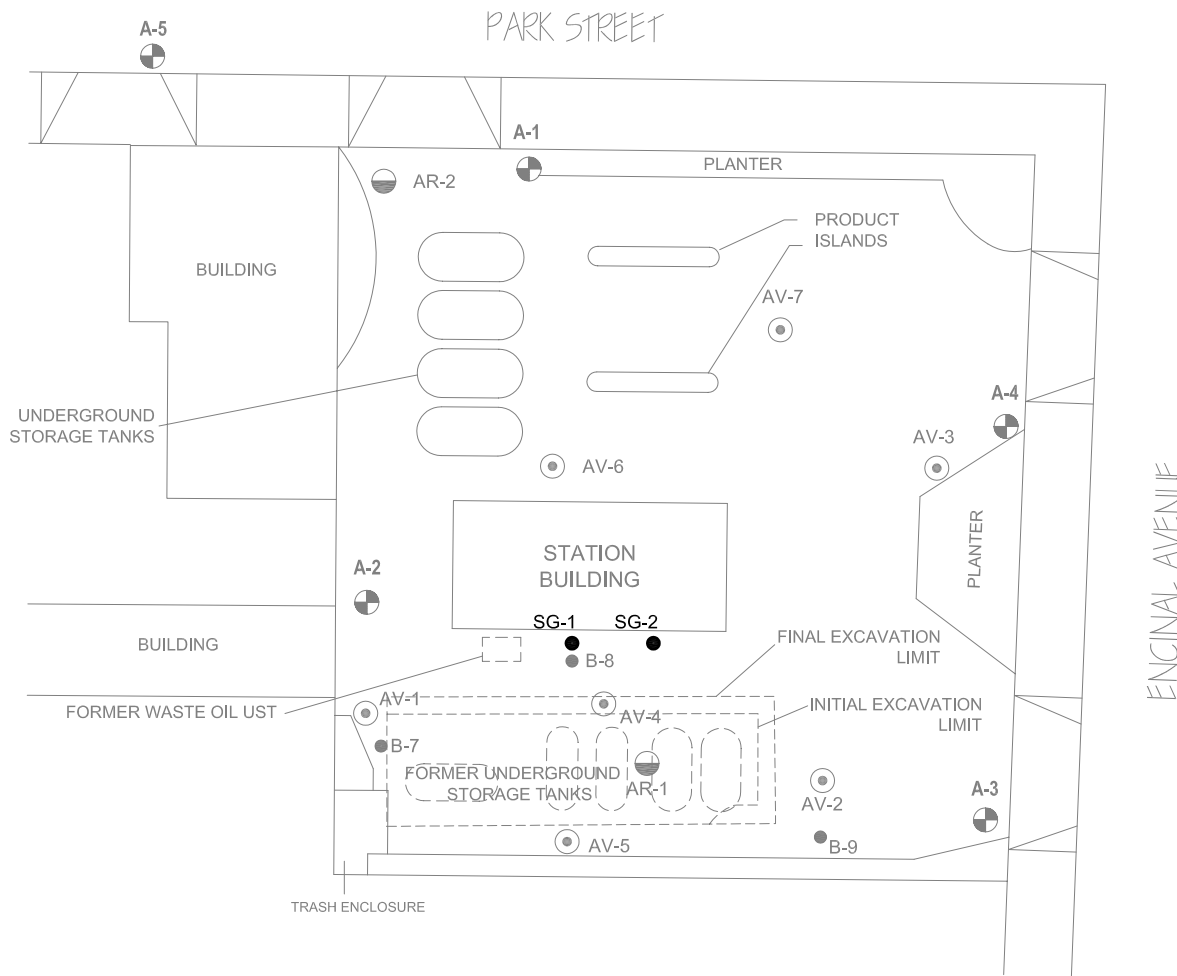 PARK STREET
A-5
A-1
PLANTER
AR-2
PRODUCT
ISLANDS
BUILDING
AV-7
UNDERGROUND
STORAGE TANKS
A-4
AV-3
AV-6
STATION
BUILDING
PLANTER
ENCINAL AVENUE
A-2
SG-1
SG-2
BUILDING
B-8
FINAL EXCAVATION
LIMIT
FORMER WASTE OIL UST
AV-1
AV-4
INITIAL EXCAVATION
LIMIT
B-7
FORMER UNDERGROUND
STORAGE TANKS
AR-1
AV-2
A-3
AV-5
B-9
TRASH ENCLOSURE